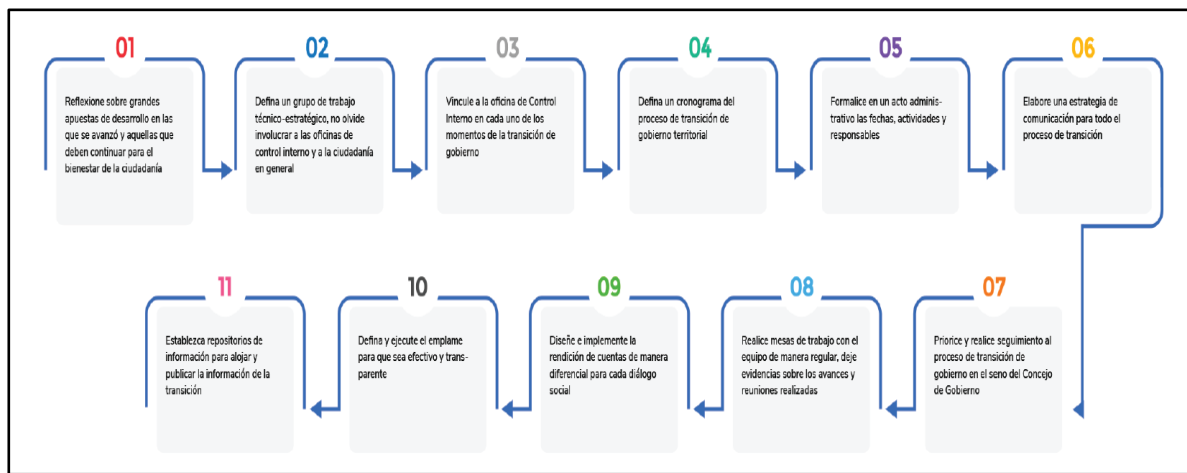 01
Reflexione sobre grandes
apuestas de desarrollo en las
que se avanzó y aquellas que
deben continuar para el
bienestar de la ciudadanía
02
Defina un grupo de trabajo
técnico-estratégico, no olvide
involucrar a las oficinas de
control interno y a la ciudadanía
en general
03
Vincule a la oficina de Control
Interno en cada uno de los
momentos de la transición de
gobierno
04
Defina un cronograma del
proceso de transición de
gobierno territorial
05
Formalice en un acto adminis-
trativo las fechas, actividades y
responsables
06
Elabore una estrategia de
comunicación para todo el
proceso de transición
07
Priorice y realice seguimiento al
proceso de transición de
gobierno en el seno del Concejo
de Gobierno
08
Realice mesas de trabajo con el
equipo de manera regular, deje
evidencias sobre los avances y
reuniones realizadas
09
Diseñe e implemente la
rendición de cuentas de manera
diferencial para cada diálogo
social
10
Defina y ejecute el emplame
para que sea efectivo y trans-
parente
11
Establezca repositorios de
información para alojar y
publicar la información de la
transición